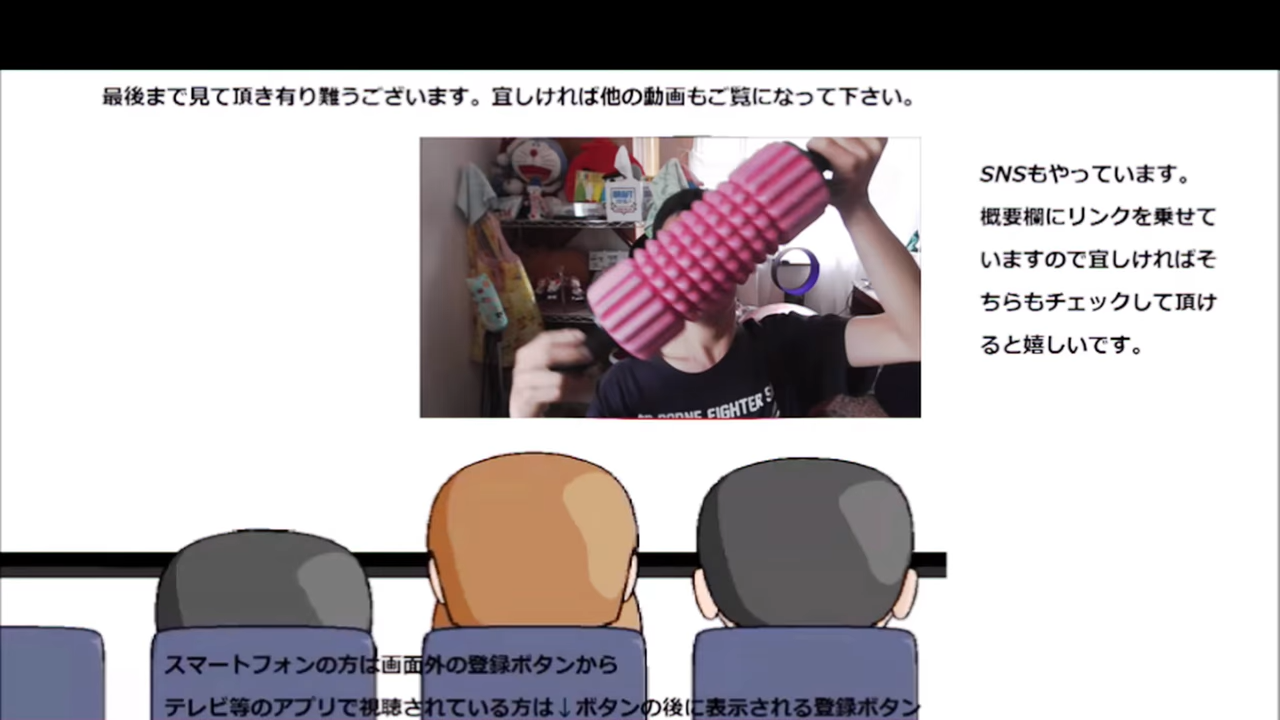 最後まで見て頂き有り難うございます。宜しければ他の動画もご覧になって下さい。
SNSもやっています。
概要欄にリンクを乗せて
いますので宜しければそ
ちらもチェックして頂け
ると嬉しいです。
FIGHTER
スマートフォンの方は画面外の登録ボタンから
テレビ等のアプリで視聴されている方は↓ボタンの後に表示される登録ボタン